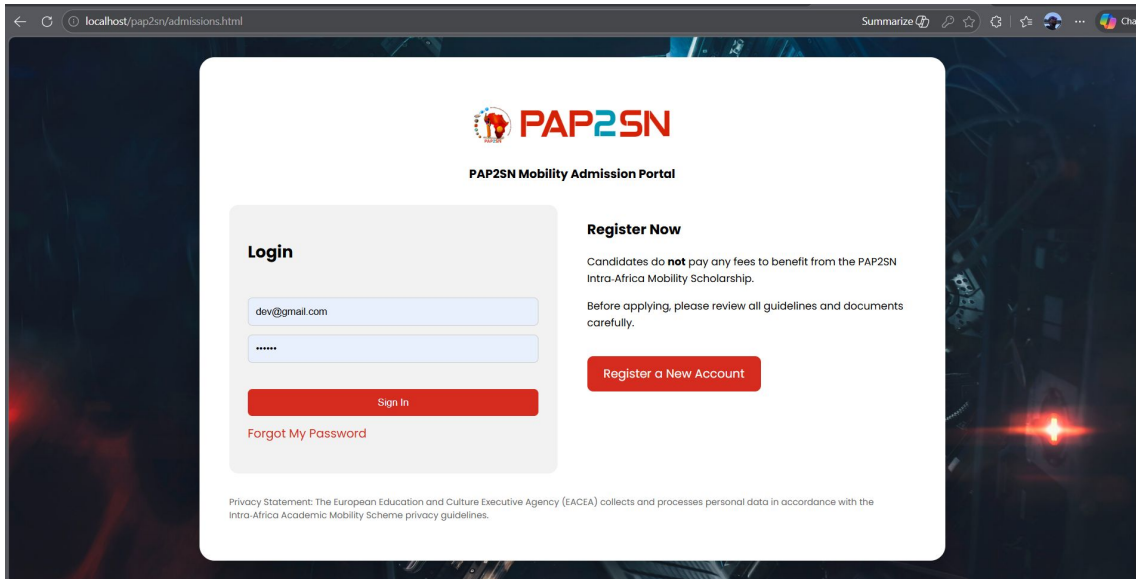 localhost/pap2sn/admissions.html
Summarize
PAP2SN
PAP2SN Mobility Admission Portal
Login
dev@gmail.com
••••••
Sign In
Forgot My Password
Register Now
Candidates do not pay any fees to benefit from the PAP2SN
Intra-Africa Mobility Scholarship.
Before applying, please review all guidelines and documents
carefully.
Register a New Account
Privacy Statement: The European Education and Culture Executive Agency (EACEA) collects and processes personal data in accordance with the
Intra-Africa Academic Mobility Scheme privacy guidelines.